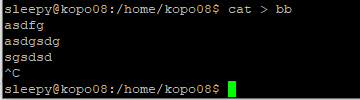 sleepy@kopo08:/home/kopo08$ cat > bb
asdfg
asdgsdg
sgsdsd
^C
sleepy@kopo08:/home/kopo08$